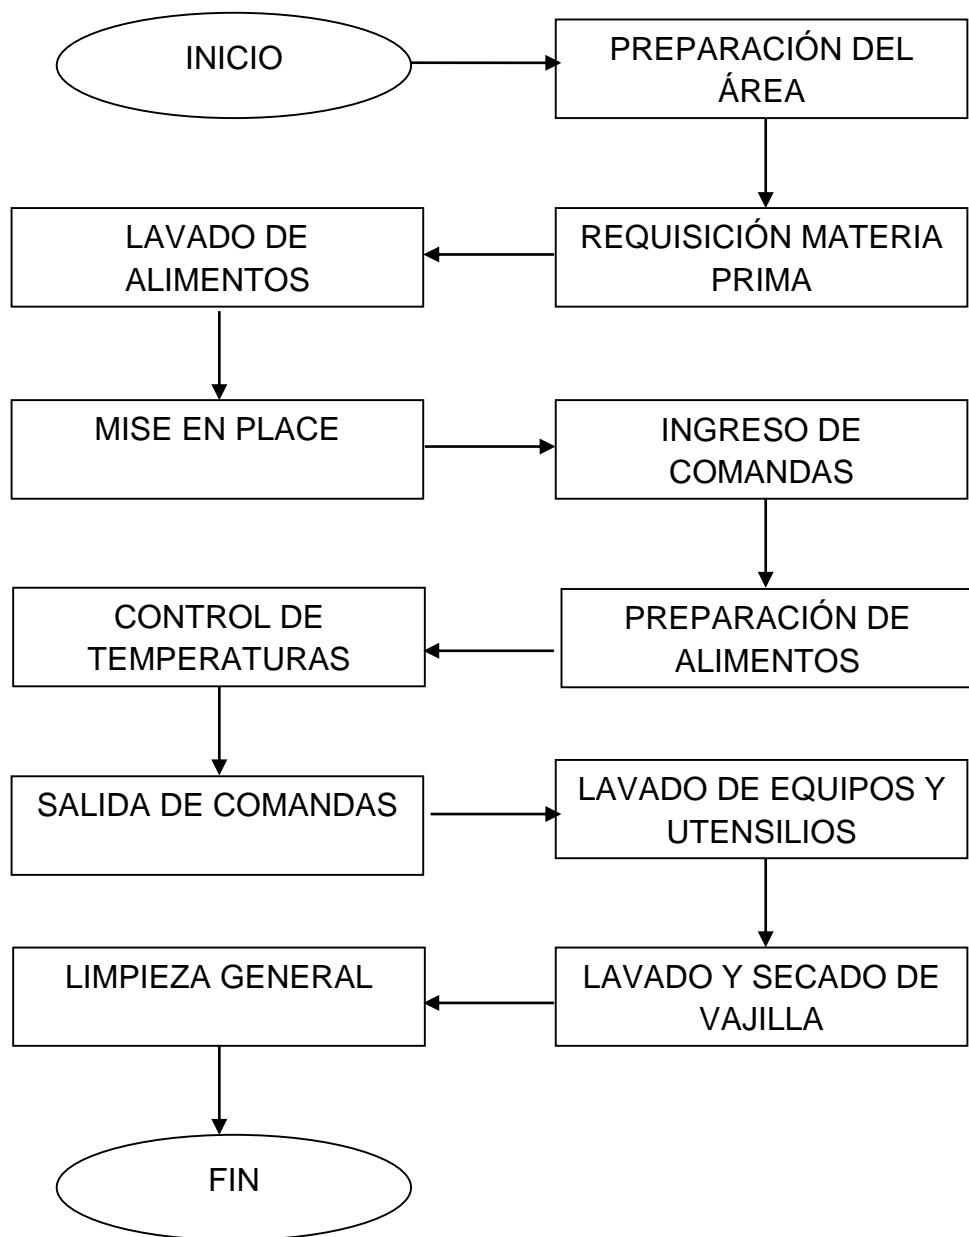 INICIO
PREPARACIÓN DEL
ÁREA
REQUISICIÓN MATERIA
PRIMA
LAVADO DE
ALIMENTOS
MISE EN PLACE
INGRESO DE
COMANDAS
PREPARACIÓN DE
ALIMENTOS
CONTROL DE
TEMPERATURAS
SALIDA DE COMANDAS
LAVADO DE EQUIPOS Y
UTENSILIOS
LAVADO Y SECADO DE
VAJILLA
LIMPIEZA GENERAL
FIN